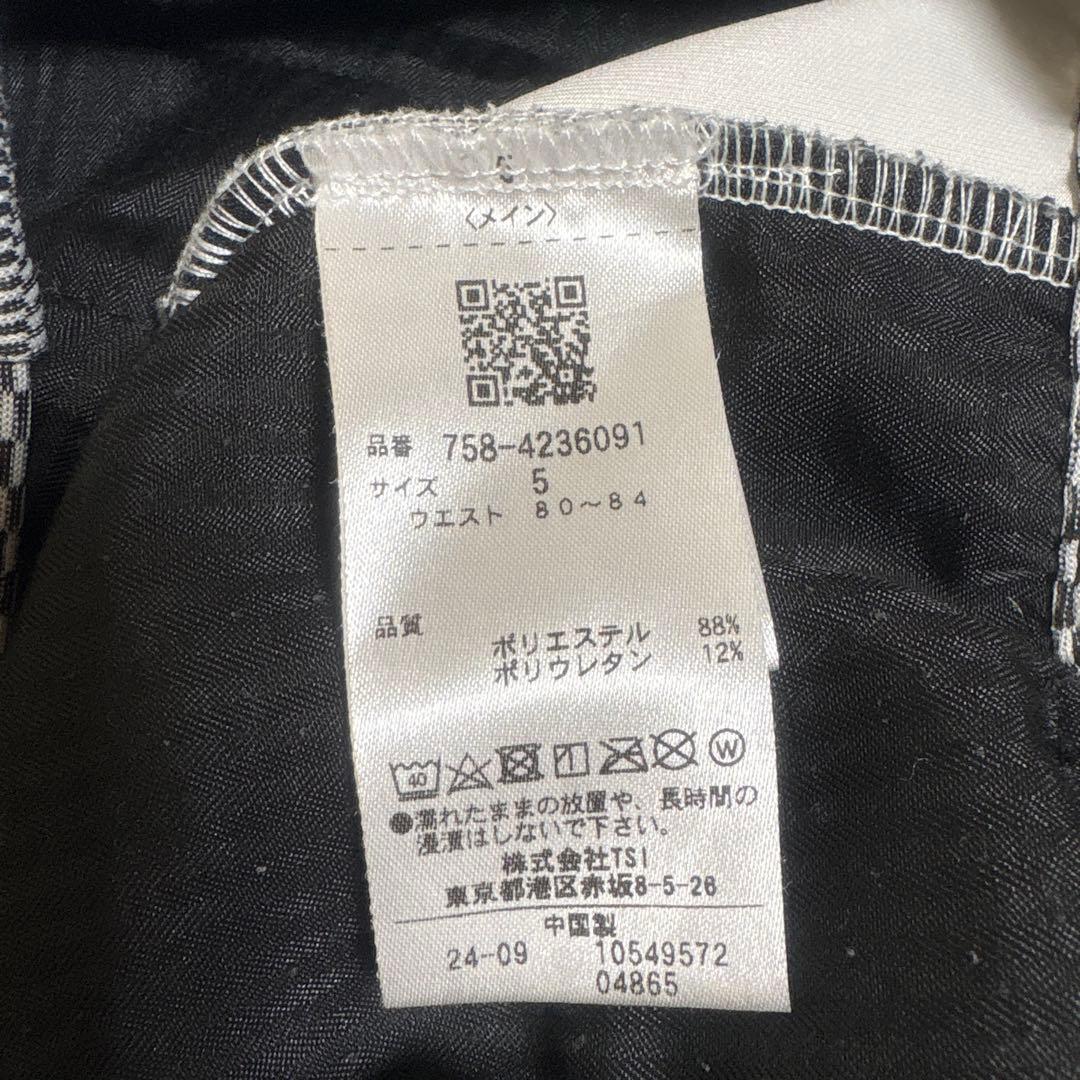 〈メイン〉
品番 758-4236091
サイズ 5
ウエスト 80〜84
品質 ポリエステル 88%
ポリウレタン 12%
40 W
●濡れたままの放置や、長時間の
浸漬はしないで下さい。
株式会社TSI
東京都港区赤坂8-5-26
中国製
24-09 10549572
04865